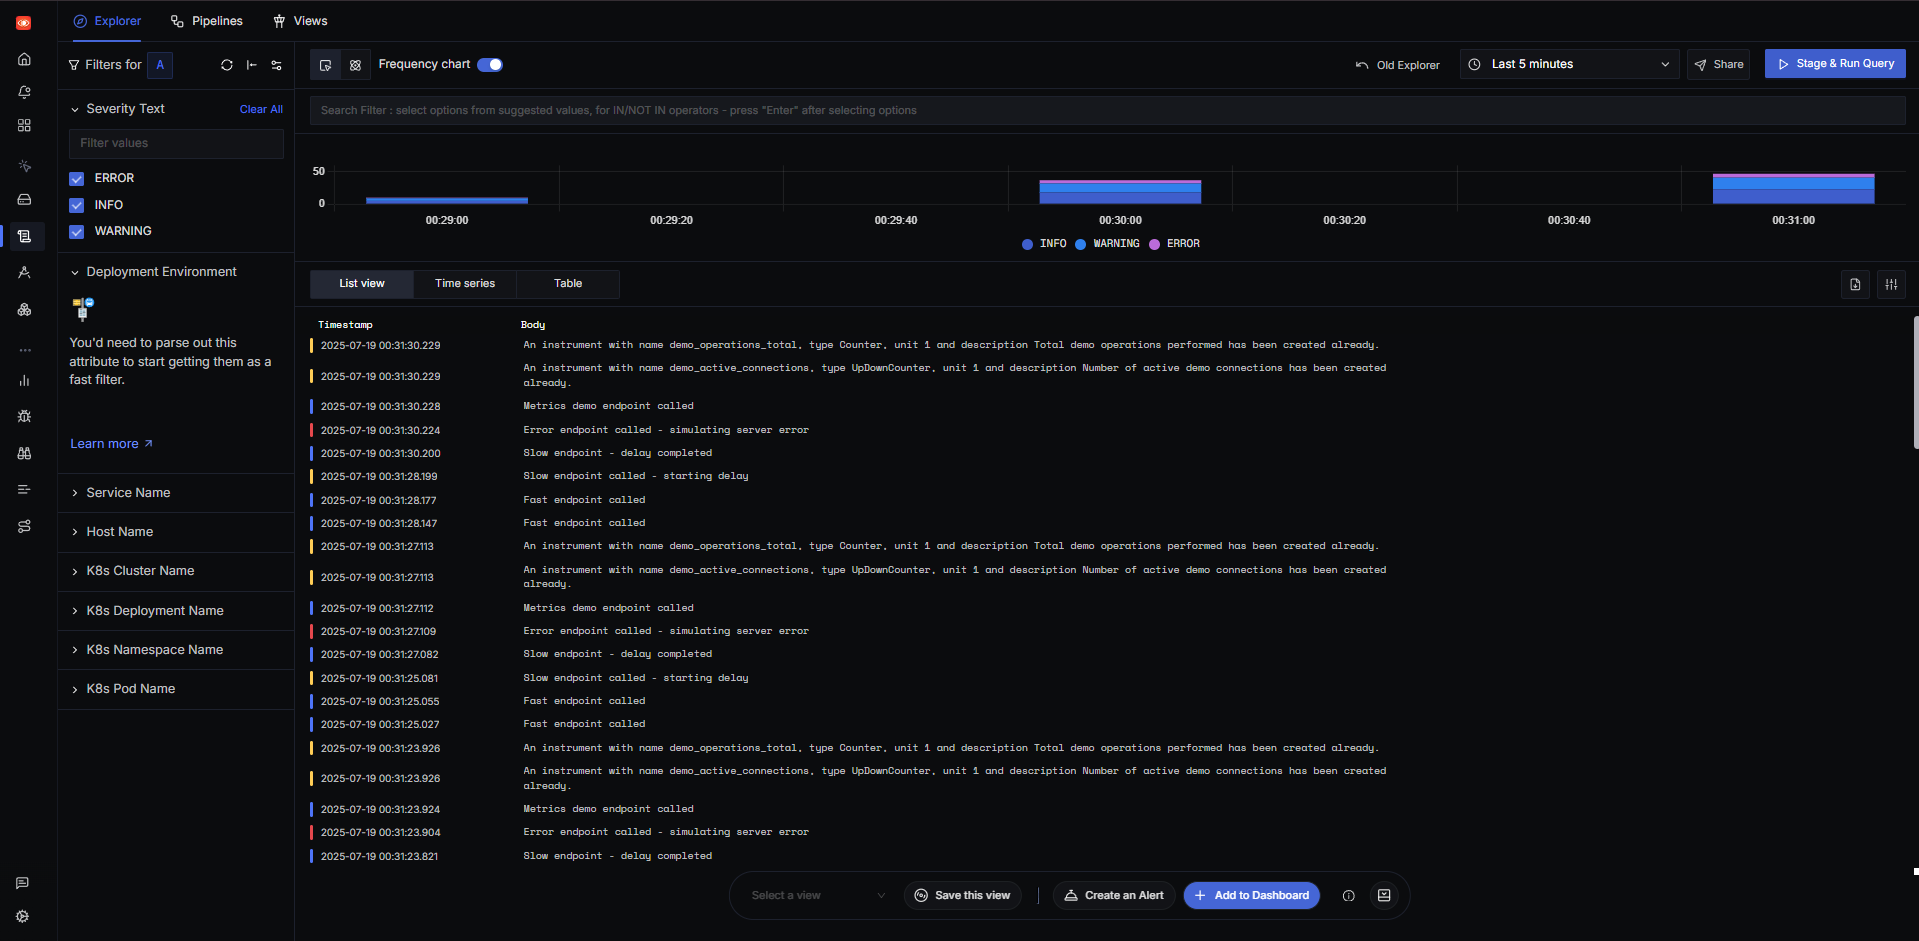 Explorer
Pipelines
Views
Filters for A
Frequency chart
Old Explorer
Last 5 minutes
Share
Stage & Run Query
Severity Text
Clear All
Filter values
ERROR
INFO
WARNING
Deployment Environment
You'd need to parse out this
attribute to start getting them as a
fast filter.
Learn more
Service Name
Host Name
K8s Cluster Name
K8s Deployment Name
K8s Namespace Name
K8s Pod Name
Search Filter : select options from suggested values, for IN/NOT IN operators - press "Enter" after selecting options
50
0
00:29:00 00:29:20 00:29:40 00:30:00 00:30:20 00:30:40 00:31:00
INFO WARNING ERROR
List view
Time series
Table
Timestamp Body
2025-07-19 00:31:30.229 An instrument with name demo_operations_total, type Counter, unit 1 and description Total demo operations performed has been created already.
2025-07-19 00:31:30.229 An instrument with name demo_active_connections, type UpDownCounter, unit 1 and description Number of active demo connections has been created
already.
2025-07-19 00:31:30.228 Metrics demo endpoint called
2025-07-19 00:31:30.224 Error endpoint called - simulating server error
2025-07-19 00:31:30.200 Slow endpoint - delay completed
2025-07-19 00:31:28.199 Slow endpoint called - starting delay
2025-07-19 00:31:28.177 Fast endpoint called
2025-07-19 00:31:28.147 Fast endpoint called
2025-07-19 00:31:27.113 An instrument with name demo_operations_total, type Counter, unit 1 and description Total demo operations performed has been created already.
2025-07-19 00:31:27.113 An instrument with name demo_active_connections, type UpDownCounter, unit 1 and description Number of active demo connections has been created
already.
2025-07-19 00:31:27.112 Metrics demo endpoint called
2025-07-19 00:31:27.109 Error endpoint called - simulating server error
2025-07-19 00:31:27.082 Slow endpoint - delay completed
2025-07-19 00:31:25.081 Slow endpoint called - starting delay
2025-07-19 00:31:25.055 Fast endpoint called
2025-07-19 00:31:25.027 Fast endpoint called
2025-07-19 00:31:23.926 An instrument with name demo_operations_total, type Counter, unit 1 and description Total demo operations performed has been created already.
2025-07-19 00:31:23.926 An instrument with name demo_active_connections, type UpDownCounter, unit 1 and description Number of active demo connections has been created
already.
2025-07-19 00:31:23.924 Metrics demo endpoint called
2025-07-19 00:31:23.904 Error endpoint called - simulating server error
2025-07-19 00:31:23.821 Slow endpoint - delay completed
Select a view
Save this view
Create an Alert
Add to Dashboard